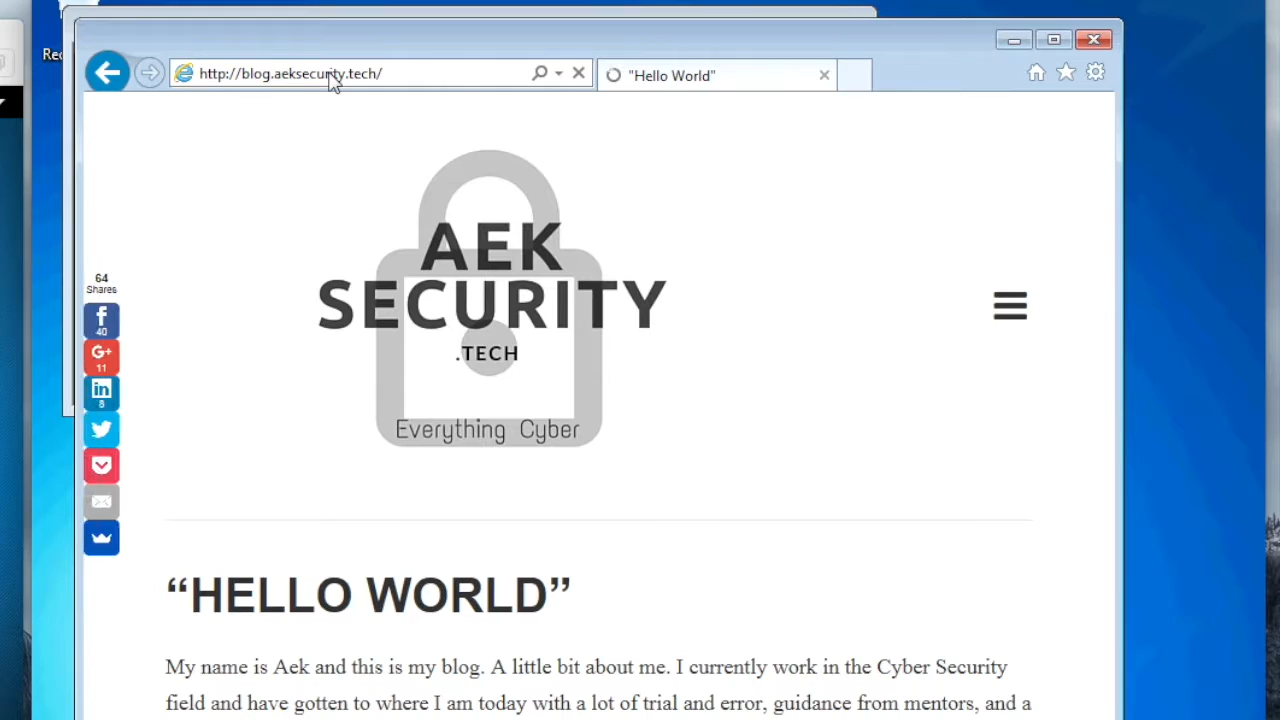 Rec
http://blog.aeksecurity.tech/
"Hello World"
AEK
SECURITY
.TECH
Everything Cyber
64
Shares
f
40
G+
11
in
8
“HELLO WORLD”
My name is Aek and this is my blog. A little bit about me. I currently work in the Cyber Security
field and have gotten to where I am today with a lot of trial and error, guidance from mentors, and a